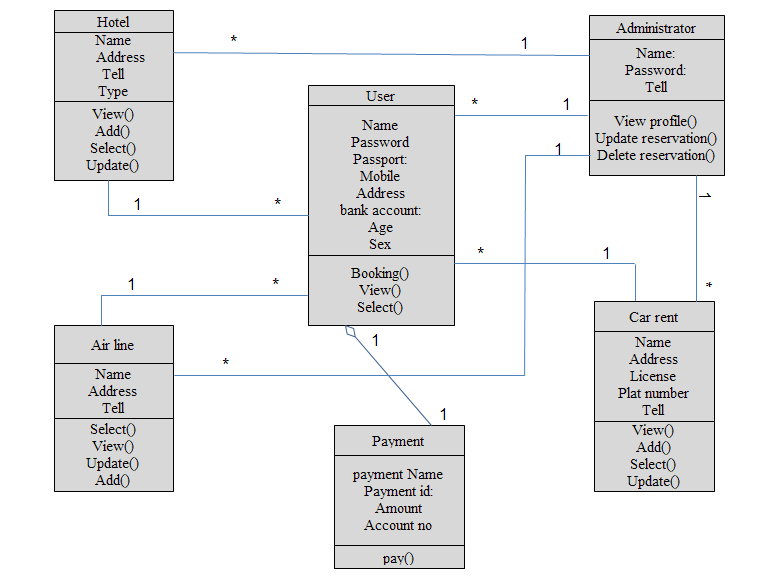 Hotel
Name
Address
Tell
Type
View()
Add()
Select()
Update()
*
1
Administrator
Name:
Password:
Tell
View profile()
Update reservation()
Delete reservation()
User
Name
Password
Passport:
Mobile
Address
bank account:
Age
Sex
Booking()
View()
Select()
*
1
1
1
*
1
*
*
1
1
*
Air line
Name
Address
Tell
Select()
View()
Update()
Add()
*
Car rent
Name
Address
License
Plat number
Tell
View()
Add()
Select()
Update()
1
1
Payment
payment Name
Payment id:
Amount
Account no
pay()